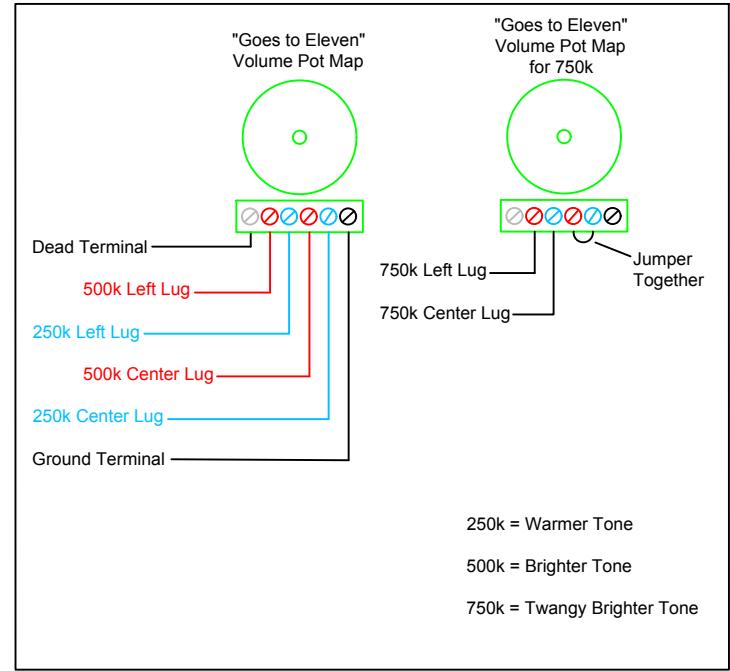 "Goes to Eleven"
Volume Pot Map
"Goes to Eleven"
Volume Pot Map
for 750k
Dead Terminal
500k Left Lug
250k Left Lug
500k Center Lug
250k Center Lug
Ground Terminal
750k Left Lug
750k Center Lug
Jumper
Together
250k = Warmer Tone
500k = Brighter Tone
750k = Twangy Brighter Tone